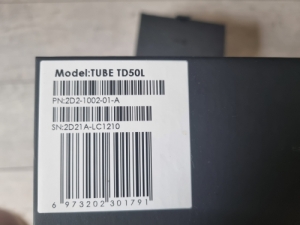 Model:TUBE TD50L
PN:2D2-1002-01-A
SN:2D21A-LC1210
6 973202 301791